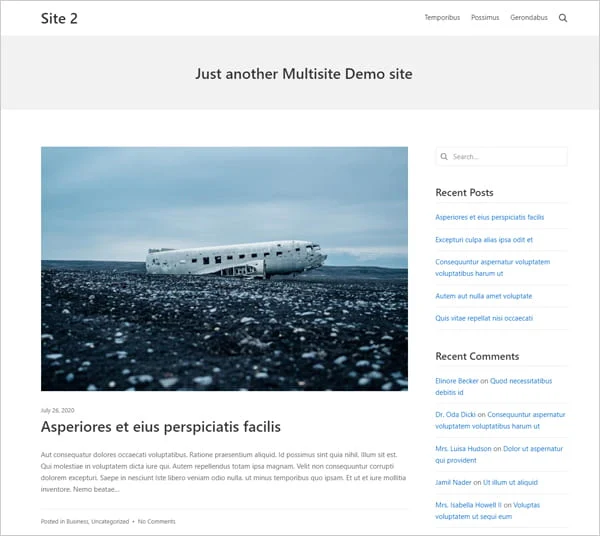 Site 2
Temporibus Possimus Gerondabus
Just another Multisite Demo site
Search...
Recent Posts
Asperiores et eius perspiciatis facilis
Excepturi culpa alias ipsa odit et
Consequuntur aspernatur voluptatem
voluptatibus harum ut
Autem aut nulla amet voluptate
Quis vitae repellat nisi occaecati
Recent Comments
Elinore Becker on Quod necessitatibus
debitis id
Dr. Oda Dicki on Consequuntur aspernatur
voluptatem voluptatibus harum ut
Mrs. Luisa Hudson on Dolor ut aspernatur
qui provident
Jamil Nader on Ut illum ut aliquid
Mrs. Isabella Howell II on Voluptas
voluptatem ut sequi eum
July 26, 2020
Asperiores et eius perspiciatis facilis
Aut consequatur dolores occaecati voluptatibus. Ratione praesentium aliquid. Id possimus sint quia nihil. Illum sit est.
Qui molestiae in voluptatem dicta iure qui. Autem repellendus totam ipsa magnam. Velit non consequuntur corrupti
dolorem excepturi. Saepe in nesciunt iste libero veniam odio nulla. ut minus temporibus quo ipsam. Et ut et iure mollitia
inventore. Nemo beatae...
Posted in Business, Uncategorized • No Comments